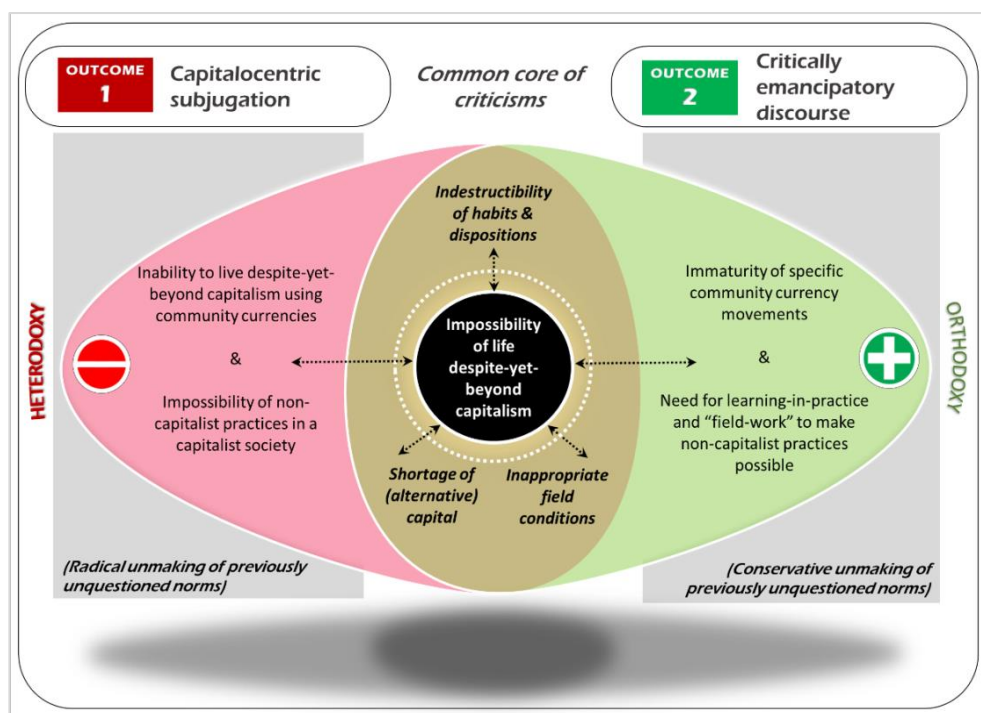 OUTCOME
1
Capitalocentric
subjugation
Common core of
criticisms
OUTCOME
2
Critically
emancipatory
discourse
Indestructibility
of habits &
dispositions
HETERODOXY
Inability to live despite-yet-
beyond capitalism using
community currencies
&
Impossibility of non-
capitalist practices in a
capitalist society
Impossibility
of life
despite-yet-
beyond
capitalism
Shortage of
(alternative)
capital
Inappropriate
field
conditions
Immaturity of specific
community currency
movements
&
Need for learning-in-practice
and “field-work” to make
non-capitalist practices
possible
ORTHODOXY
(Radical unmaking of previously
unquestioned norms)
(Conservative unmaking of
previously unquestioned norms)